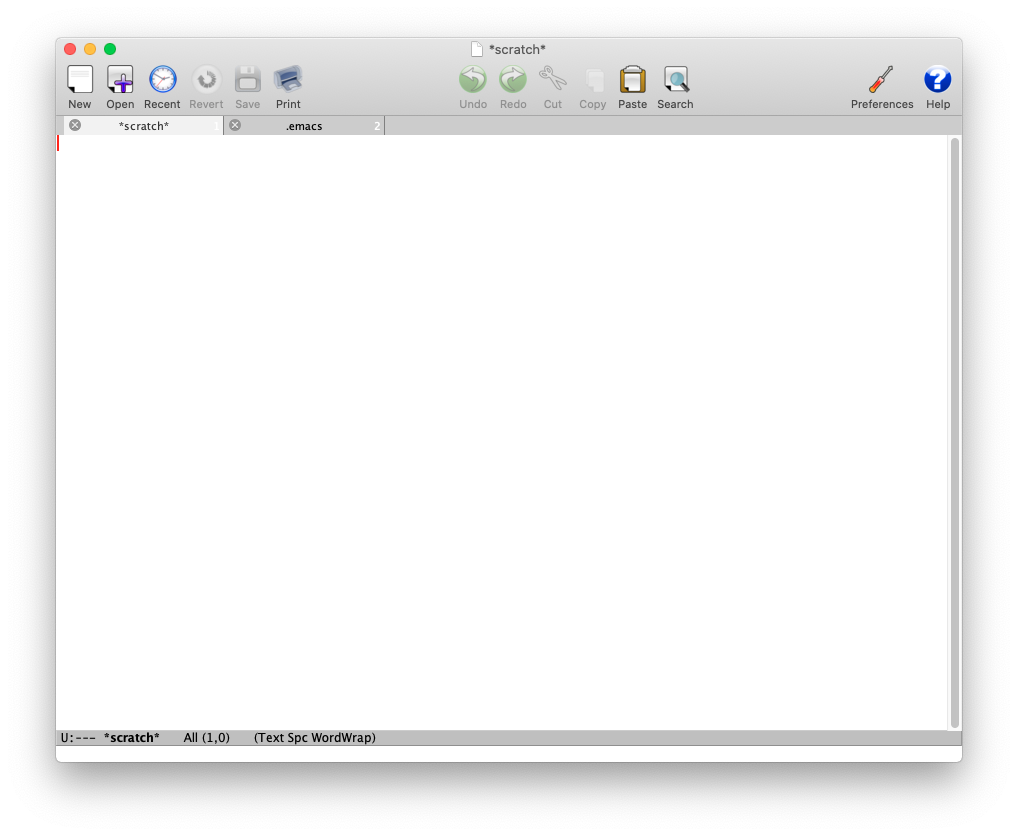 *scratch*
New Open Recent Revert Save Print Undo Redo Cut Copy Paste Search Preferences Help
*scratch* 1 .emacs 2
U:--- *scratch* All (1,0) (Text Spc WordWrap)